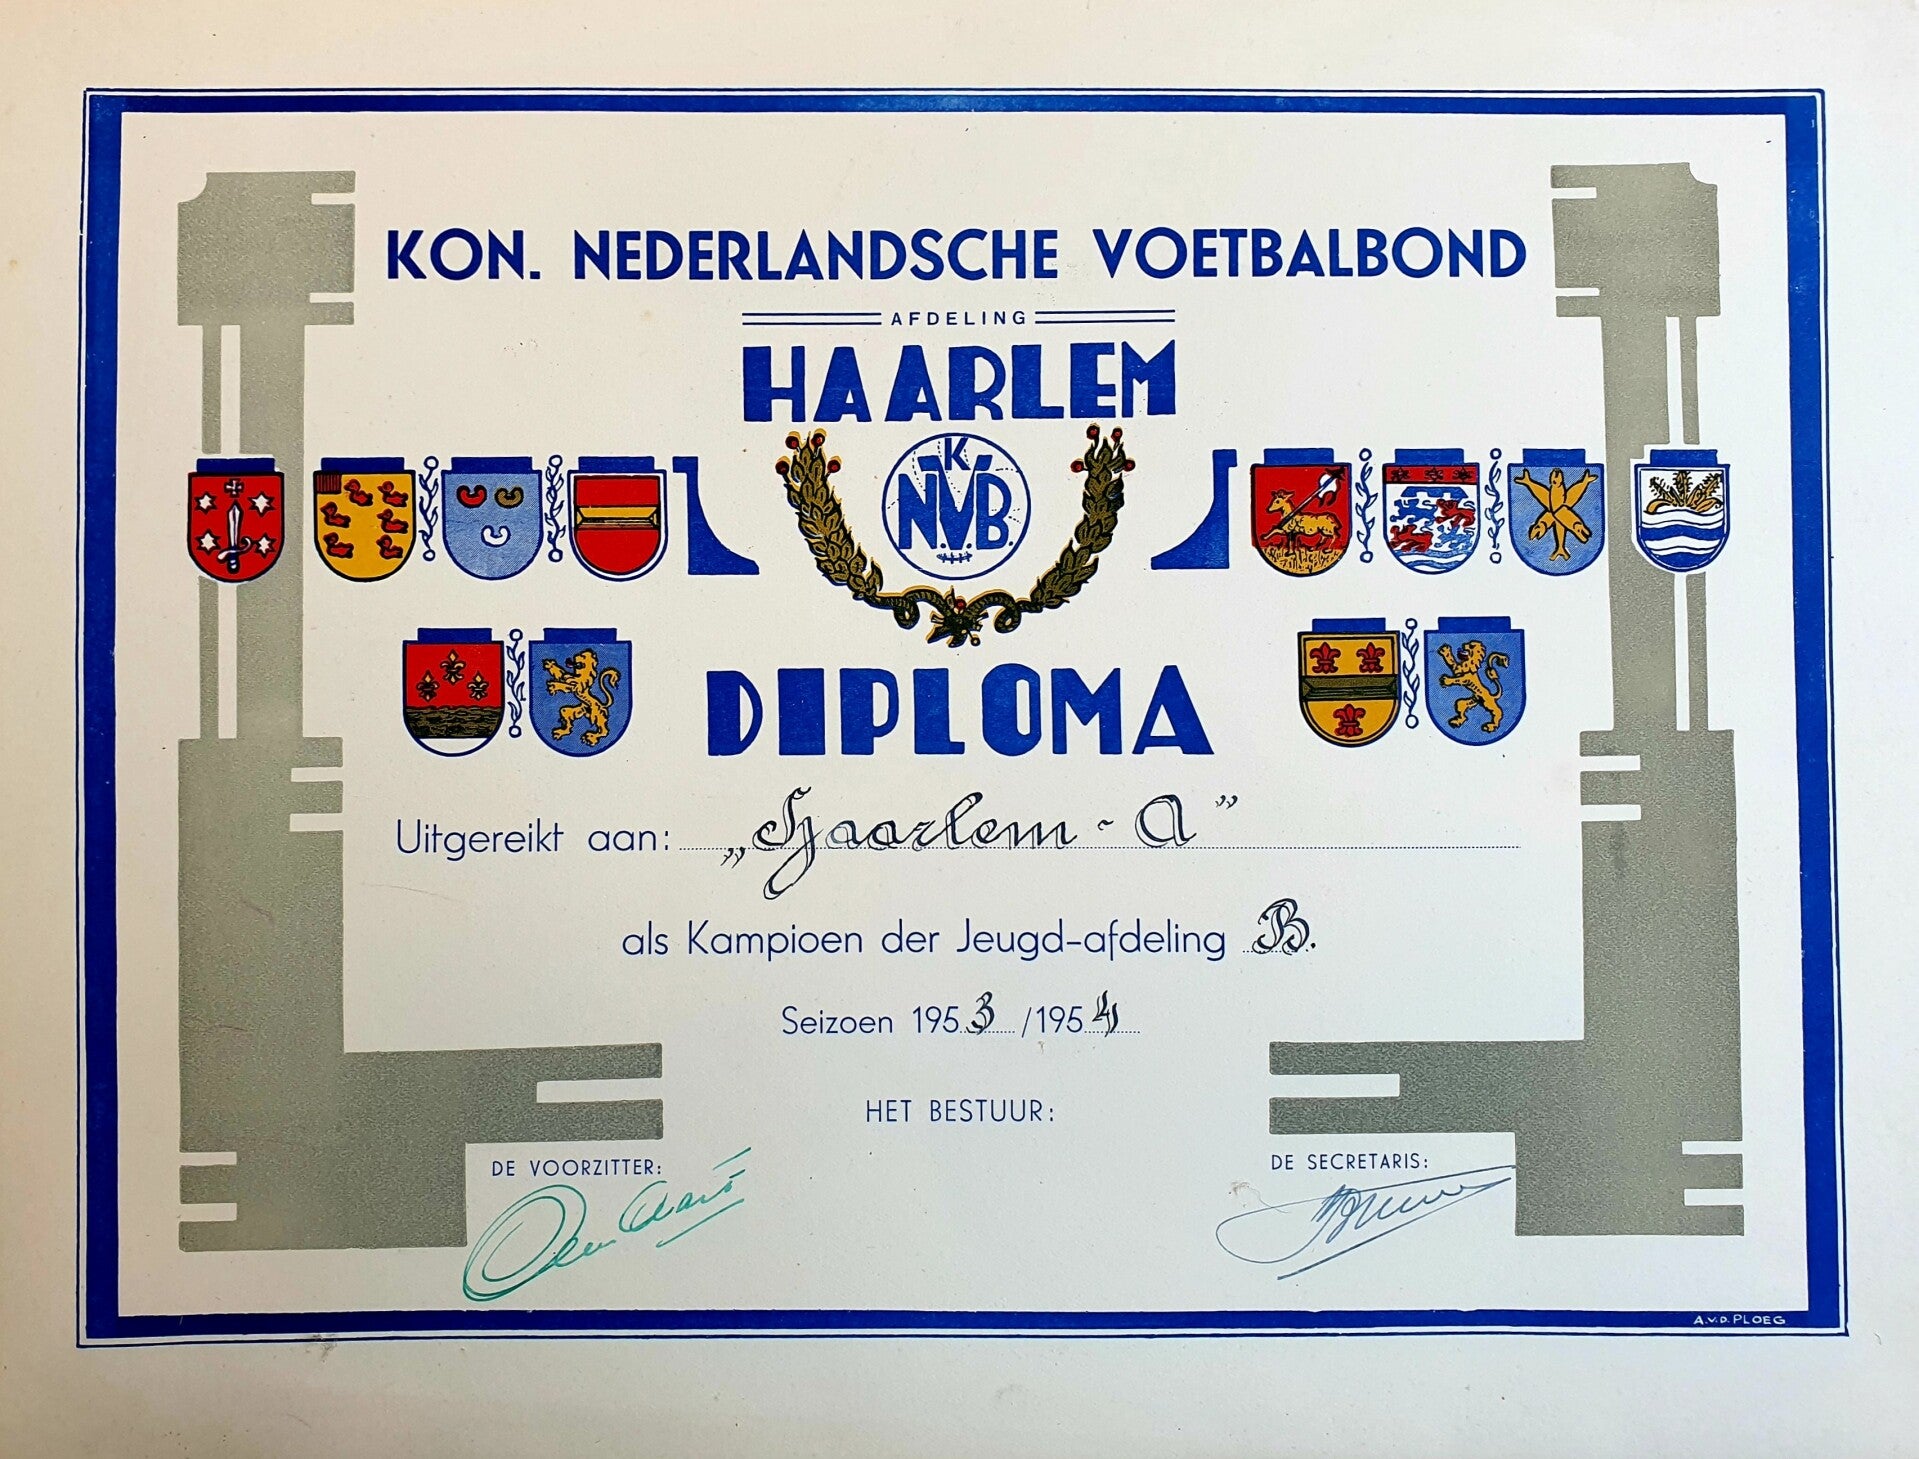 KON. NEDERLANDSCHE VOETBALBOND
AFDELING
HAARLEM
K
N.V.B.
DIPLOMA
Uitgereikt aan: „Haarlem - A”
als Kampioen der Jeugd-afdeling B.
Seizoen 1953/1954
HET BESTUUR:
DE VOORZITTER:
DE SECRETARIS:
A.V.D. PLOEG